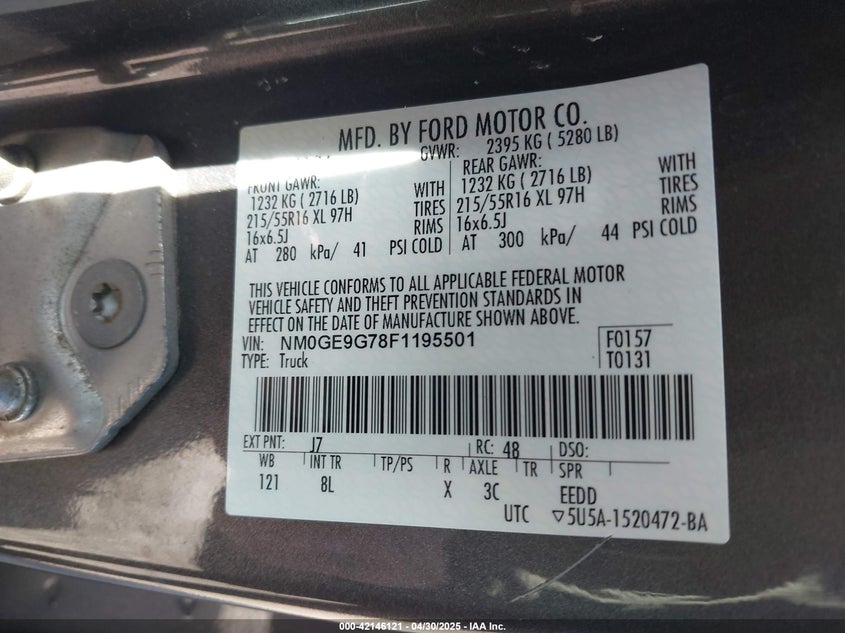 MFD. BY FORD MOTOR CO.
GVWR: 2395 KG ( 5280 LB)
FRONT GAWR: WITH
1232 KG ( 2716 LB) TIRES
215/55R16 XL 97H RIMS
16x6.5J
AT 280 kPa/ 41 PSI COLD
REAR GAWR: WITH
1232 KG ( 2716 LB) TIRES
215/55R16 XL 97H RIMS
16x6.5J
AT 300 kPa/ 44 PSI COLD
THIS VEHICLE CONFORMS TO ALL APPLICABLE FEDERAL MOTOR
VEHICLE SAFETY AND THEFT PREVENTION STANDARDS IN
EFFECT ON THE DATE OF MANUFACTURE SHOWN ABOVE.
VIN: NM0GE9G78F1195501 F0157
TYPE: Truck T0131
EXT PNT: J7 RC: 48 DSO:
WB INT TR TP/PS R AXLE TR SPR
121 8L X 3C EEDD
UTC ▽5U5A-1520472-BA
000-42146121 - 04/30/2025 - IAA Inc.